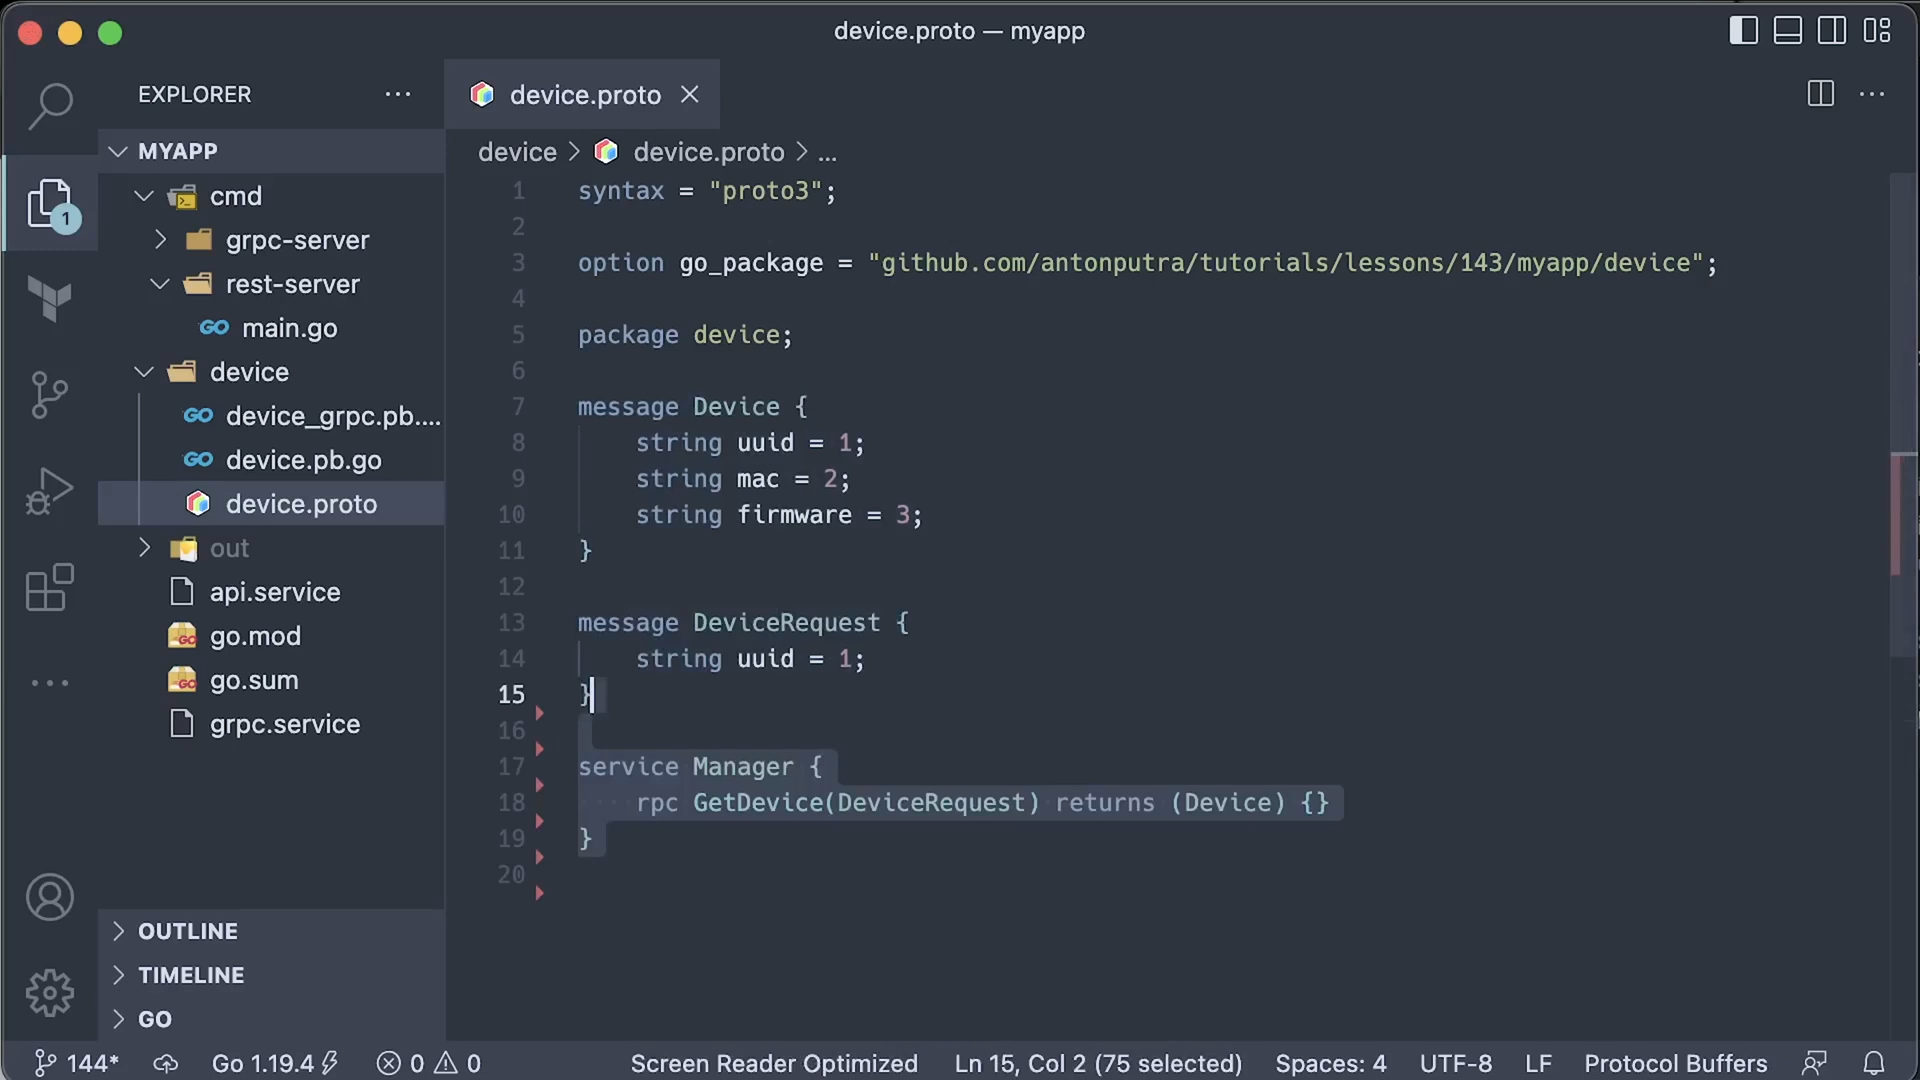 device.proto — myapp
EXPLORER
MYAPP
cmd
grpc-server
rest-server
main.go
device
device_grpc.pb....
device.pb.go
device.proto
out
api.service
go.mod
go.sum
grpc.service
OUTLINE
TIMELINE
GO
1
device.proto
device > device.proto > ...
1 syntax = "proto3";
2
3 option go_package = "github.com/antonputra/tutorials/lessons/143/myapp/device";
4
5 package device;
6
7 message Device {
8     string uuid = 1;
9     string mac = 2;
10     string firmware = 3;
11 }
12
13 message DeviceRequest {
14     string uuid = 1;
15 }
16
17 service Manager {
18     rpc GetDevice(DeviceRequest) returns (Device) {}
19 }
20
144* Go 1.19.4 0 0 Screen Reader Optimized Ln 15, Col 2 (75 selected) Spaces: 4 UTF-8 LF Protocol Buffers